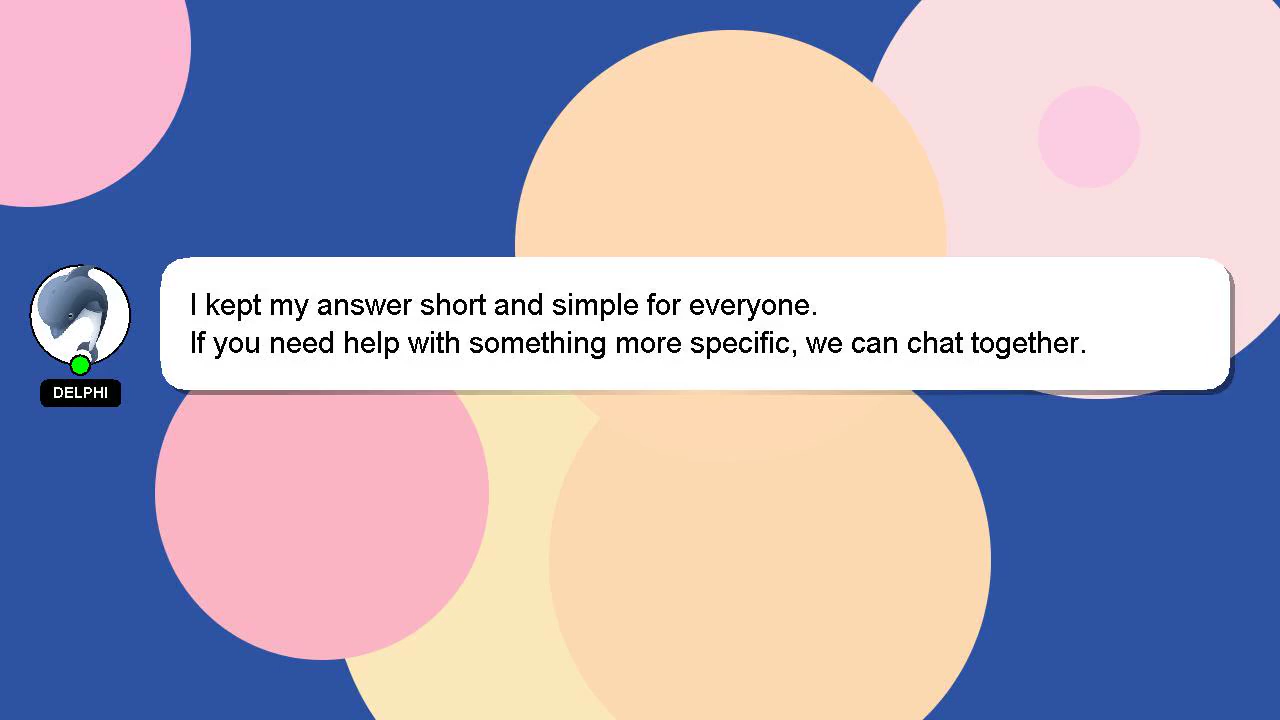 I kept my answer short and simple for everyone.
If you need help with something more specific, we can chat together.
DELPHI